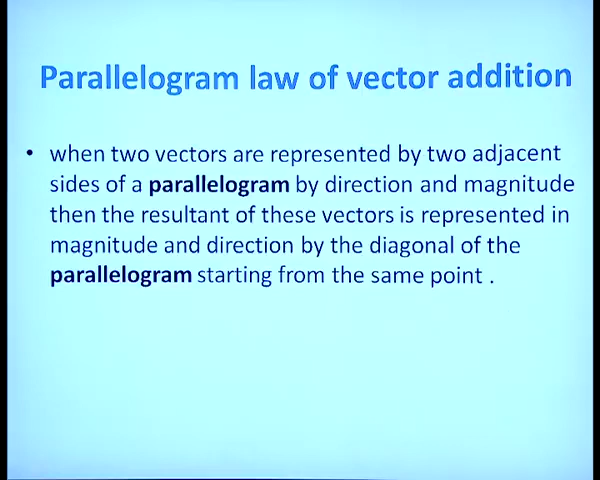 Parallelogram law of vector addition
• when two vectors are represented by two adjacent
sides of a parallelogram by direction and magnitude
then the resultant of these vectors is represented in
magnitude and direction by the diagonal of the
parallelogram starting from the same point .